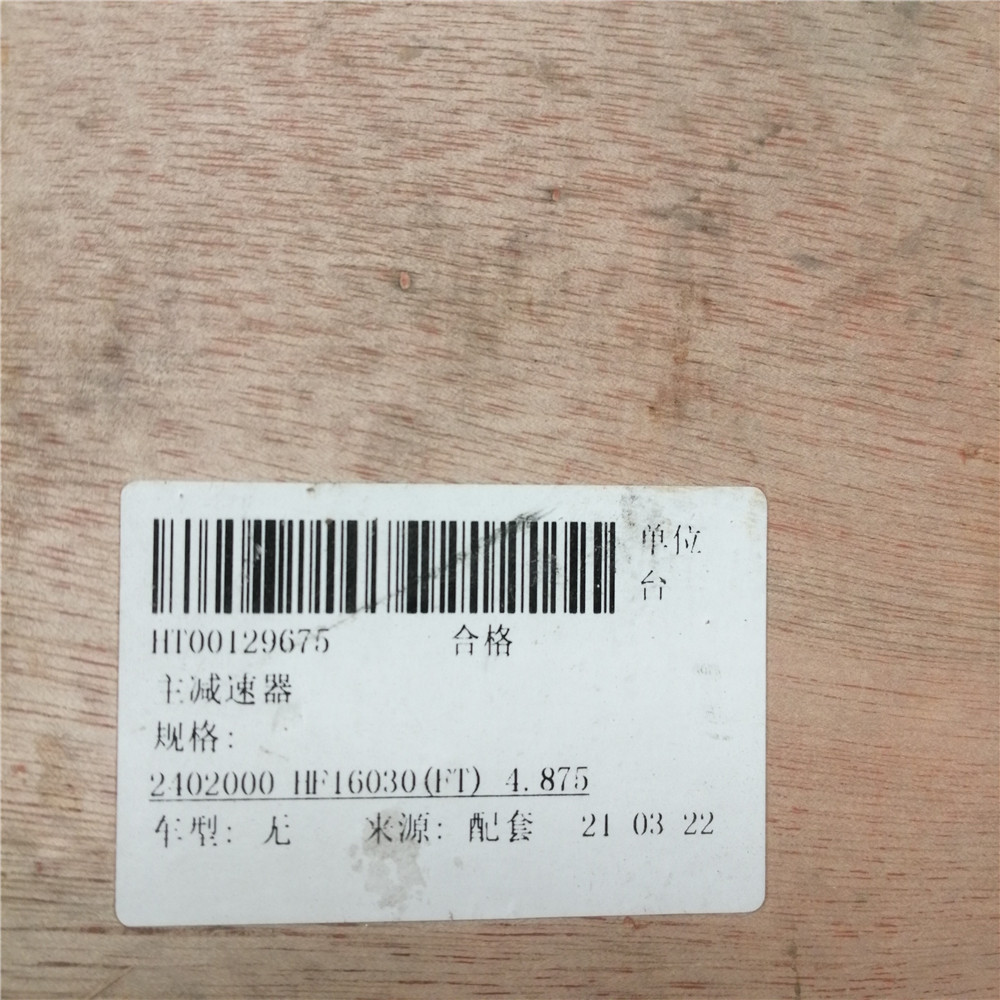 单位
台
HT00129675 合格
主减速器
规格:
2402000 HF16030(FT) 4.875
车型: 无 来源: 配套 21 03 22